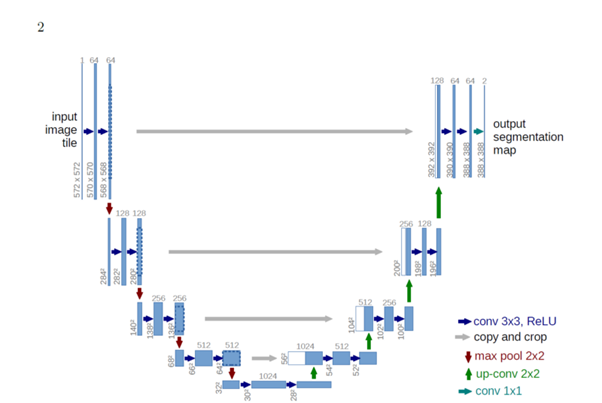 2
1 64 64
128 64 64 2
input
image
tile
output
segmentation
map
572 x 572
570 x 570
568 x 568
392 x 392
390 x 390
388 x 388
388 x 388
128 128
256 128
284²
282²
280²
200²
198²
196²
256 256
512 256
140²
138²
136²
104²
102²
100²
512 512
1024 512
68²
66²
64²
56²
54²
52²
1024
32²
30²
28²
conv 3x3, ReLU
copy and crop
max pool 2x2
up-conv 2x2
conv 1x1